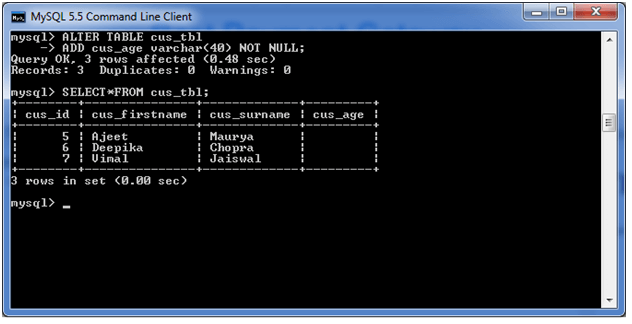 MySQL 5.5 Command Line Client
mysql> ALTER TABLE cus_tbl
    -> ADD cus_age varchar(40) NOT NULL;
Query OK, 3 rows affected (0.48 sec)
Records: 3  Duplicates: 0  Warnings: 0
mysql> SELECT*FROM cus_tbl;
+--------+---------------+-------------+---------+
| cus_id | cus_firstname | cus_surname | cus_age |
+--------+---------------+-------------+---------+
|      5 | Ajeet         | Maurya      |         |
|      6 | Deepika       | Chopra      |         |
|      7 | Vimal         | Jaiswal     |         |
+--------+---------------+-------------+---------+
3 rows in set (0.00 sec)
mysql> _